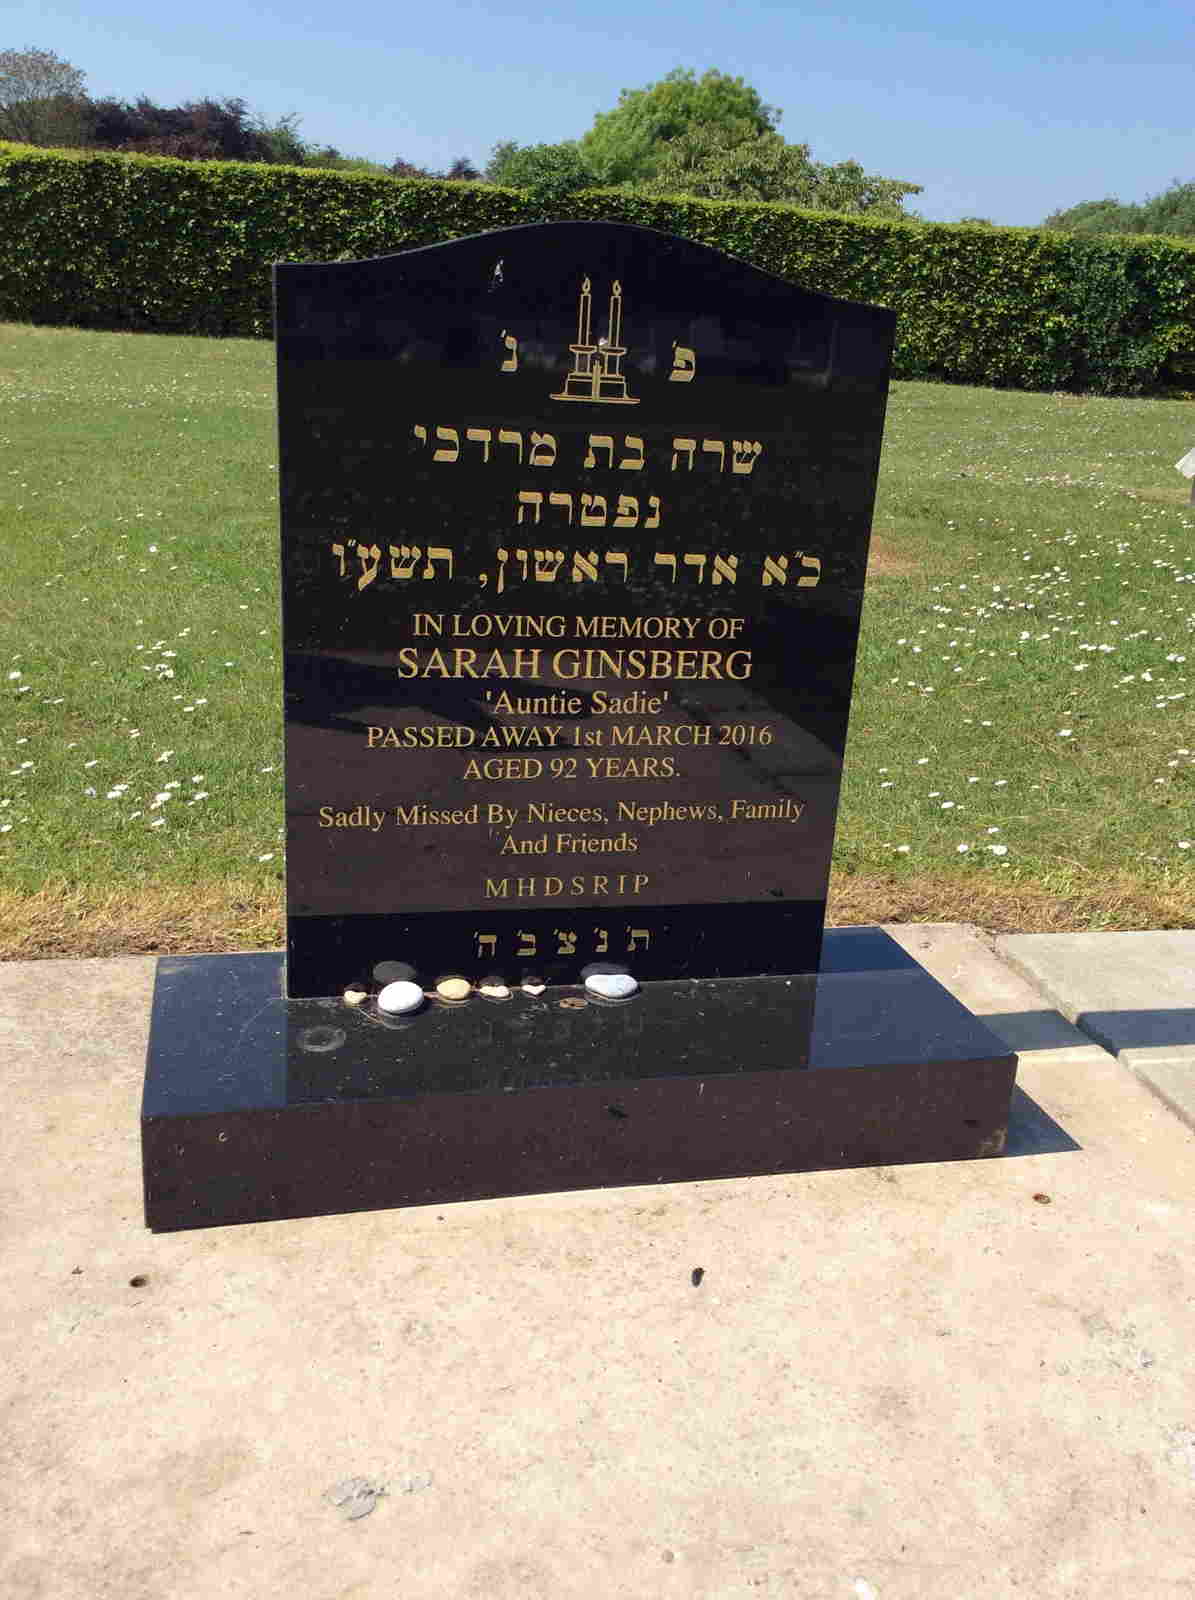 פ' נ'
שרה בת מרדכי
נפטרה
כ"א אדר ראשון, תשע"ו
IN LOVING MEMORY OF
SARAH GINSBERG
'Auntie Sadie'
PASSED AWAY 1st MARCH 2016
AGED 92 YEARS.
Sadly Missed By Nieces, Nephews, Family
And Friends
M H D S R I P
ת' נ' צ' ב' ה'